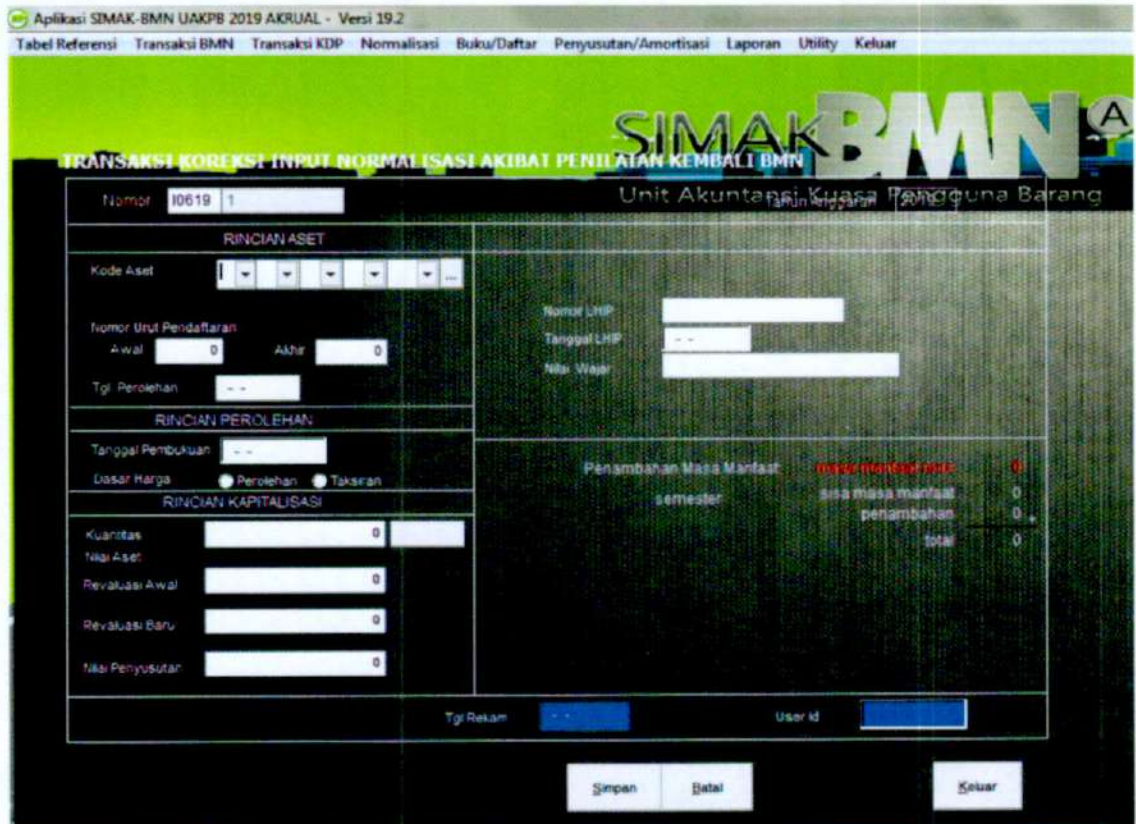 Aplikasi SIMAK-BMN UAKPB 2019 AKRUAL - Versi 19.2
Tabel Referensi Transaksi BMN Transaksi KDP Normalisasi Buku/Daftar Penyusutan/Amortisasi Laporan Utility Keluar
SIMAK BMN A
TRANSAKSI KOREKSI INPUT NORMALISASI AKIBAT PENILAIAN KEMBALI BMN
Unit Akuntansi Kuasa Pengguna Barang
Nomor I0619 1 Tahun Anggaran 2019
RINCIAN ASET
Kode Aset ...
Nomor Urut Pendaftaran
Awal 0 Akhir 0
Tgl. Perolehan - -
Nomor LHIP
Tanggal LHIP - -
Nilai Wajar
RINCIAN PEROLEHAN
Tanggal Pembukuan - -
Dasar Harga Perolehan Taksiran
RINCIAN KAPITALISASI
Kuantitas 0
Nilai Aset
Revaluasi Awal 0
Revaluasi Baru 0
Nilai Penyusutan 0
Penambahan Masa Manfaat masa manfaat 0
semester sisa masa manfaat 0
penambahan 0 +
total 0
Tgl Rekam - - User id
Simpan Batal Keluar